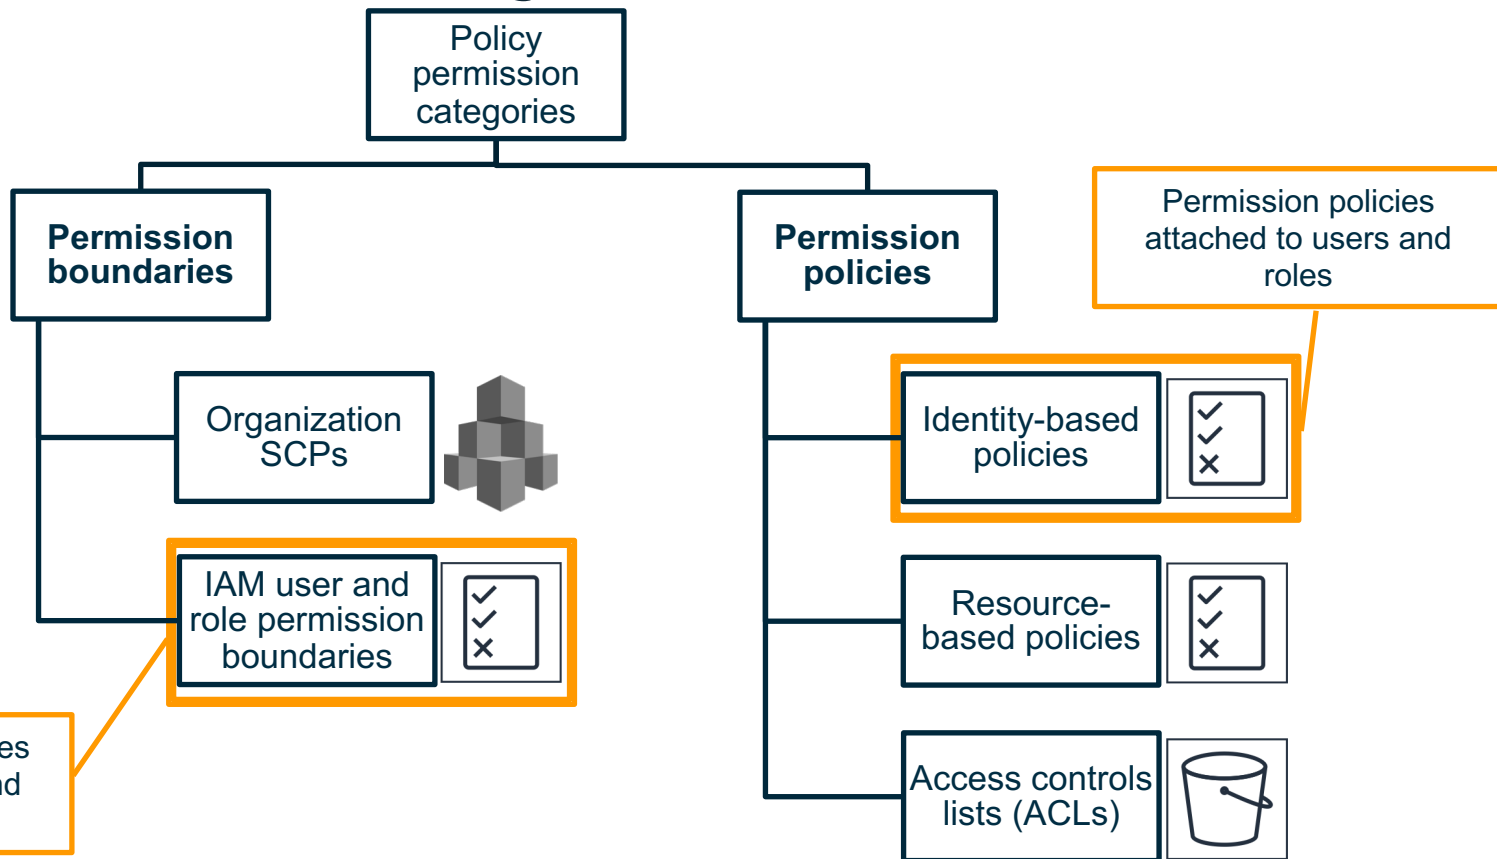 Policy
permission
categories
Permission
boundaries
Permission
policies
Permission policies
attached to users and
roles
Organization
SCPs
Identity-based
policies
IAM user and
role permission
boundaries
Resource-
based policies
Access controls
lists (ACLs)